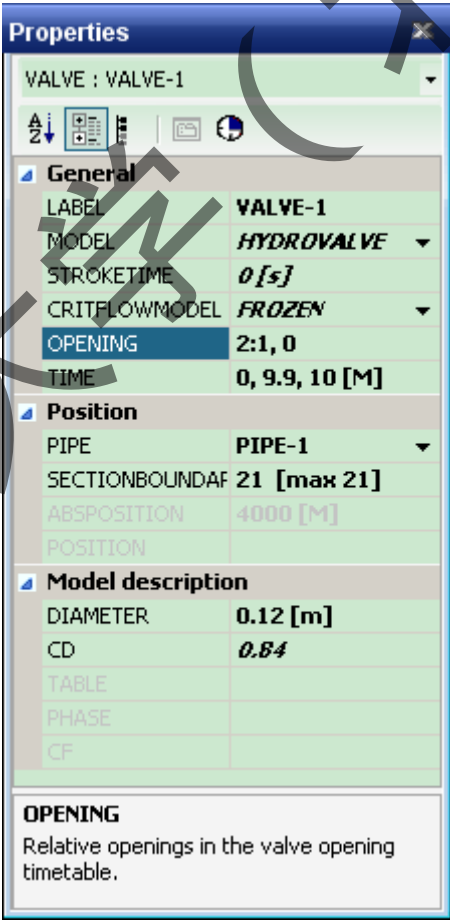 Properties
VALVE : VALVE-1
General
LABEL VALVE-1
MODEL HYDROVALVE
STROKETIME 0 [s]
CRITFLOWMODEL FROZEN
OPENING 2:1, 0
TIME 0, 9.9, 10 [M]
Position
PIPE PIPE-1
SECTIONBOUNDAR 21 [max 21]
ABSPOSITION 4000 [M]
POSITION
Model description
DIAMETER 0.12 [m]
CD 0.84
TABLE
PHASE
CF
OPENING
Relative openings in the valve opening
timetable.